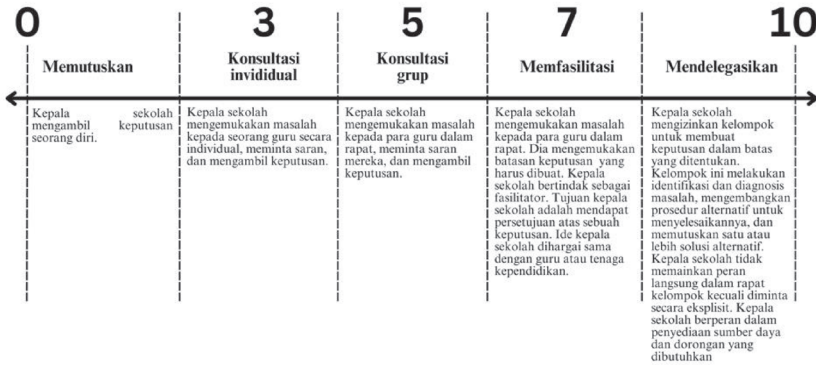 0
3
5
7
10
Memutuskan
Konsultasi
invididual
Konsultasi
grup
Memfasilitasi
Mendelegasikan
Kepala sekolah
mengambil keputusan
seorang diri.
Kepala sekolah
mengemukakan masalah
kepada seorang guru secara
individual, meminta saran,
dan mengambil keputusan.
Kepala sekolah
mengemukakan masalah
kepada para guru dalam
rapat, meminta saran
mereka, dan mengambil
keputusan.
Kepala sekolah
mengemukakan masalah
kepada para guru dalam
rapat. Dia mengemukakan
batasan keputusan yang
harus dibuat. Kepala
sekolah bertindak sebagai
fasilitator. Tujuan kepala
sekolah adalah mendapat
persetujuan atas sebuah
keputusan. Ide kepala
sekolah dihargai sama
dengan guru atau tenaga
kependidikan.
Kepala sekolah
mengizinkan kelompok
untuk membuat
keputusan dalam batas
yang ditentukan.
Kelompok ini melakukan
identifikasi dan diagnosis
masalah, mengembangkan
prosedur alternatif untuk
menyelesaikannya, dan
memutuskan satu atau
lebih solusi alternatif.
Kepala sekolah tidak
memainkan peran
langsung dalam rapat
kelompok kecuali diminta
secara eksplisit. Kepala
sekolah berperan dalam
penyediaan sumber daya
dan dorongan yang
dibutuhkan